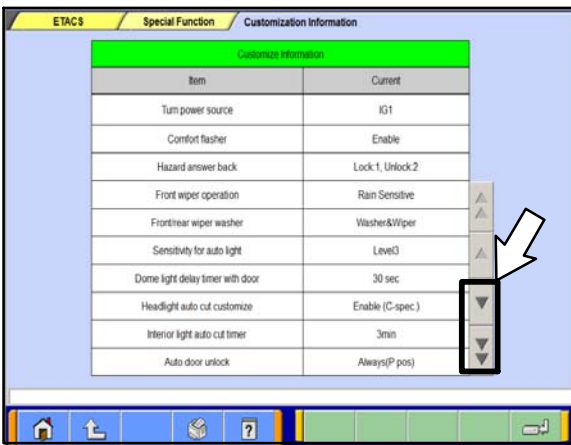 ETACS Special Function Customization Information
Customize Information
Item Current
Turn power source IG1
Comfort flasher Enable
Hazard answer back Lock:1, Unlock:2
Front wiper operation Rain Sensitive
Front/rear wiper washer Washer&Wiper
Sensitivity for auto light Level3
Dome light delay timer with door 30 sec
Headlight auto cut customize Enable (C-spec.)
Interior light auto cut timer 3min
Auto door unlock Always(P pos)
?